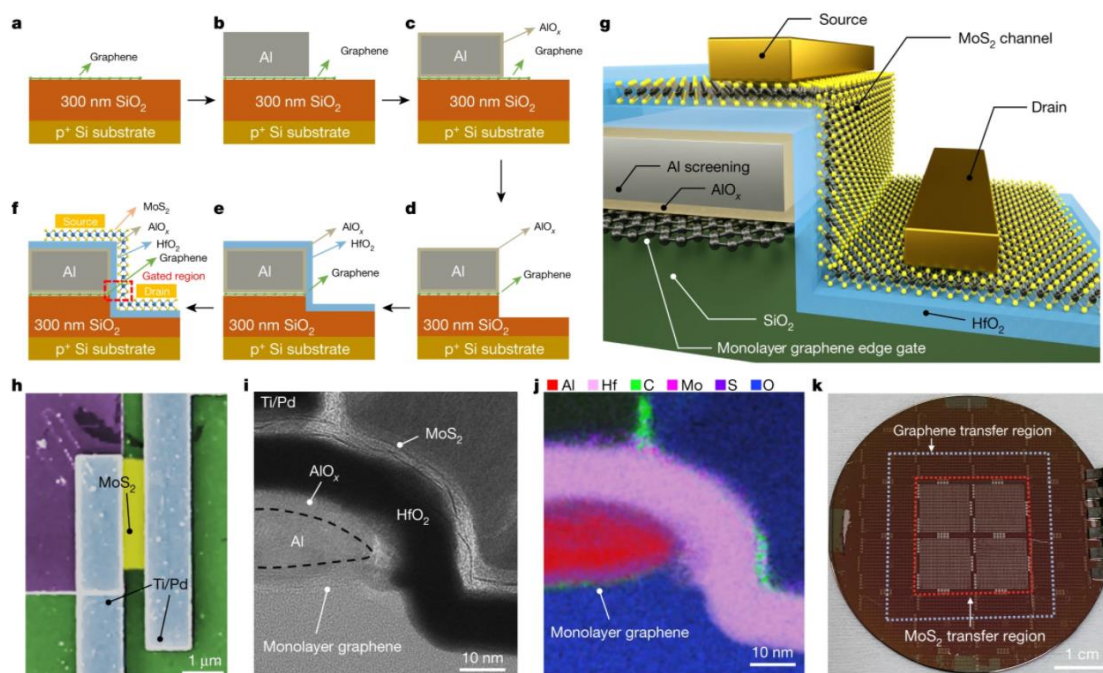 a
Graphene
300 nm SiO₂
p⁺ Si substrate
b
Al
Graphene
300 nm SiO₂
p⁺ Si substrate
c
AlOₓ
Al
Graphene
300 nm SiO₂
p⁺ Si substrate
d
AlOₓ
Al
Graphene
300 nm SiO₂
p⁺ Si substrate
e
AlOₓ
HfO₂
Al
Graphene
300 nm SiO₂
p⁺ Si substrate
f
MoS₂
Source
AlOₓ
HfO₂
Graphene
Al
Gated region
Drain
300 nm SiO₂
p⁺ Si substrate
g
Source
MoS₂ channel
Drain
Al screening
AlOₓ
SiO₂
HfO₂
Monolayer graphene edge gate
h
MoS₂
Ti/Pd
1 μm
i
Ti/Pd
MoS₂
AlOₓ
HfO₂
Al
Monolayer graphene
10 nm
j
Al Hf C Mo S O
Monolayer graphene
10 nm
k
Graphene transfer region
MoS₂ transfer region
1 cm